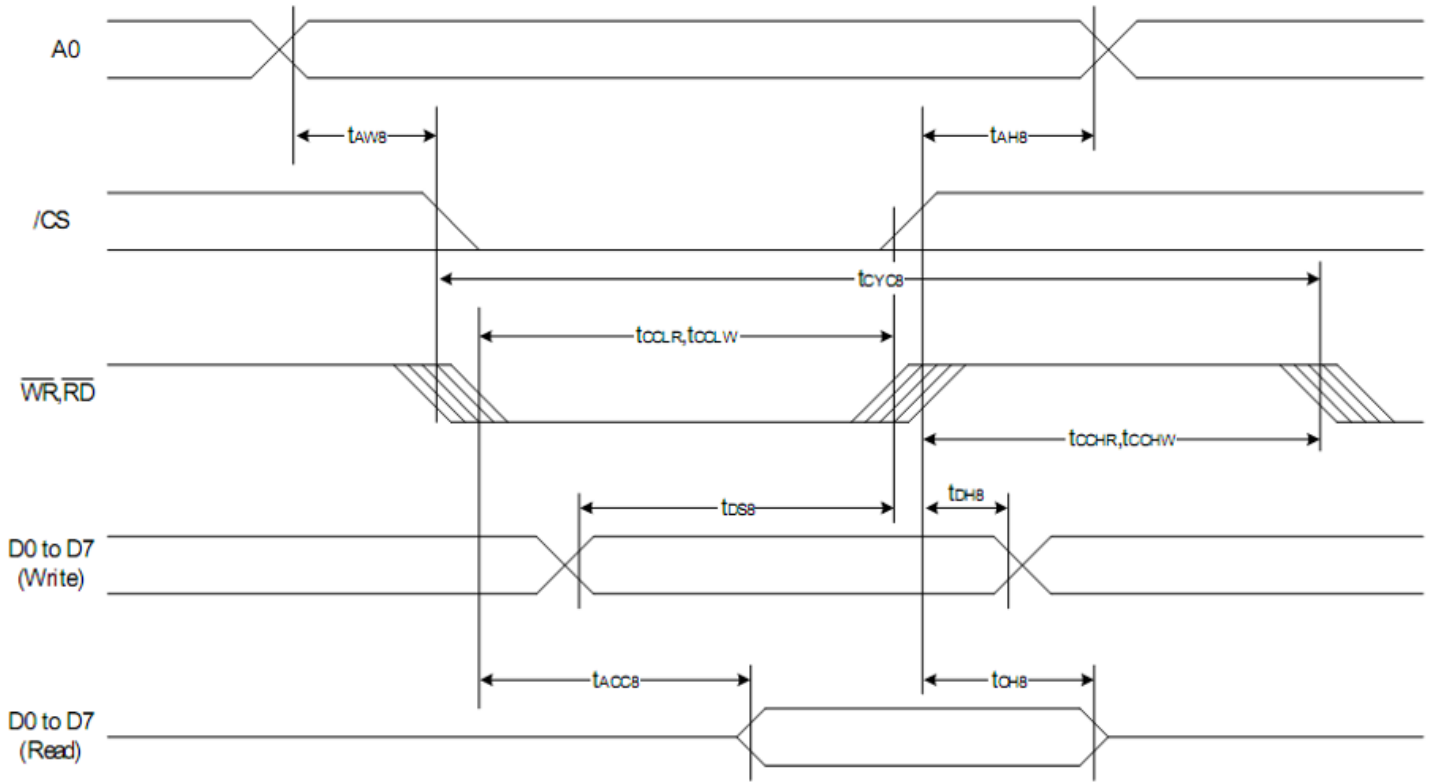 A0
tAW8
tAH8
/CS
tCYC8
tCCLR,tCCLW
WR,RD
tCCHR,tCCHW
tDS8
tDH8
D0 to D7
(Write)
tACC8
tOH8
D0 to D7
(Read)